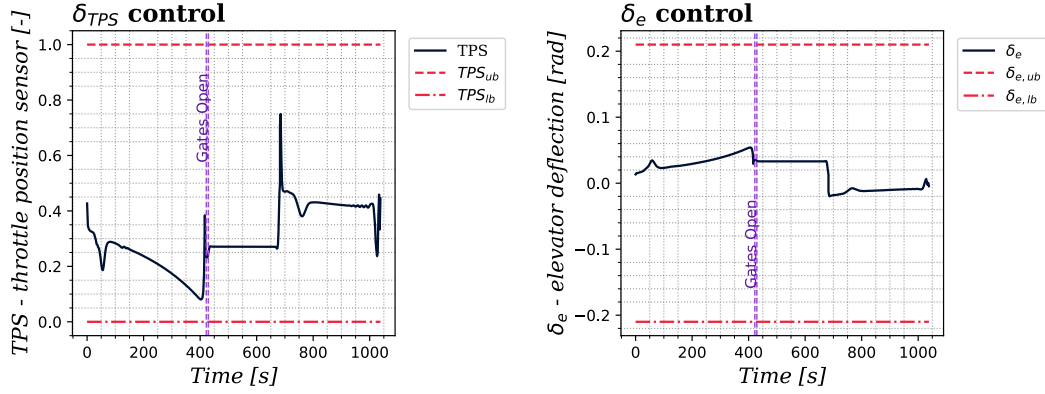 δTPS control
TPS - throttle position sensor [-]
1.0
0.8
0.6
0.4
0.2
0.0
Gates Open
0 200 400 600 800 1000
Time [s]
TPS
TPSub
TPSlb
δe control
δe - elevator deflection [rad]
0.2
0.1
0.0
−0.1
−0.2
Gates Open
0 200 400 600 800 1000
Time [s]
δe
δe, ub
δe, lb